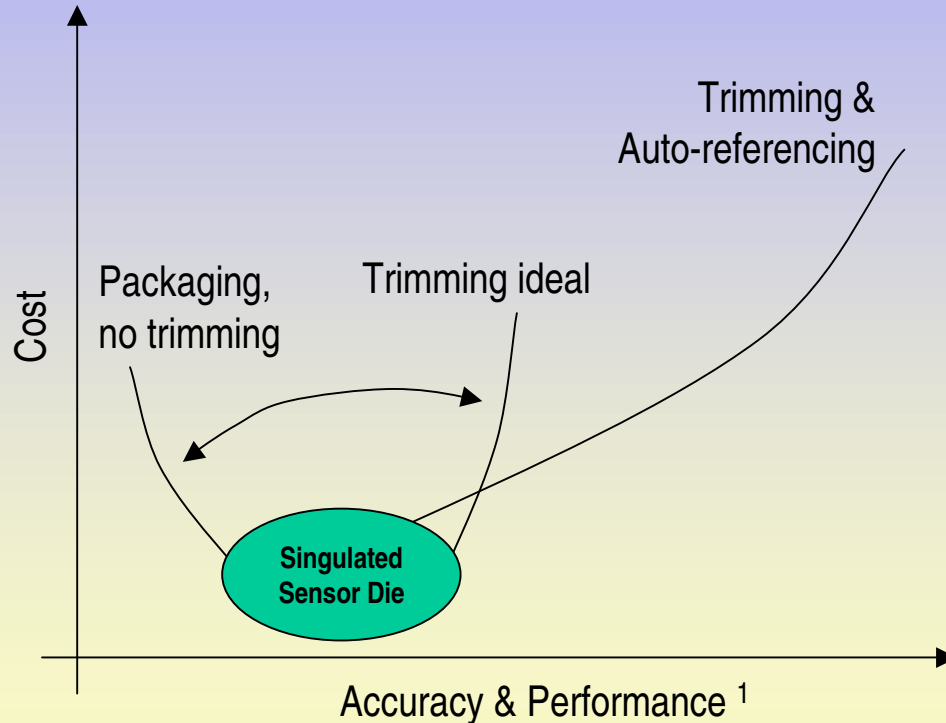 Trimming &
Auto-referencing
Packaging,
no trimming
Trimming ideal
Cost
Singulated
Sensor Die
Accuracy & Performance 1